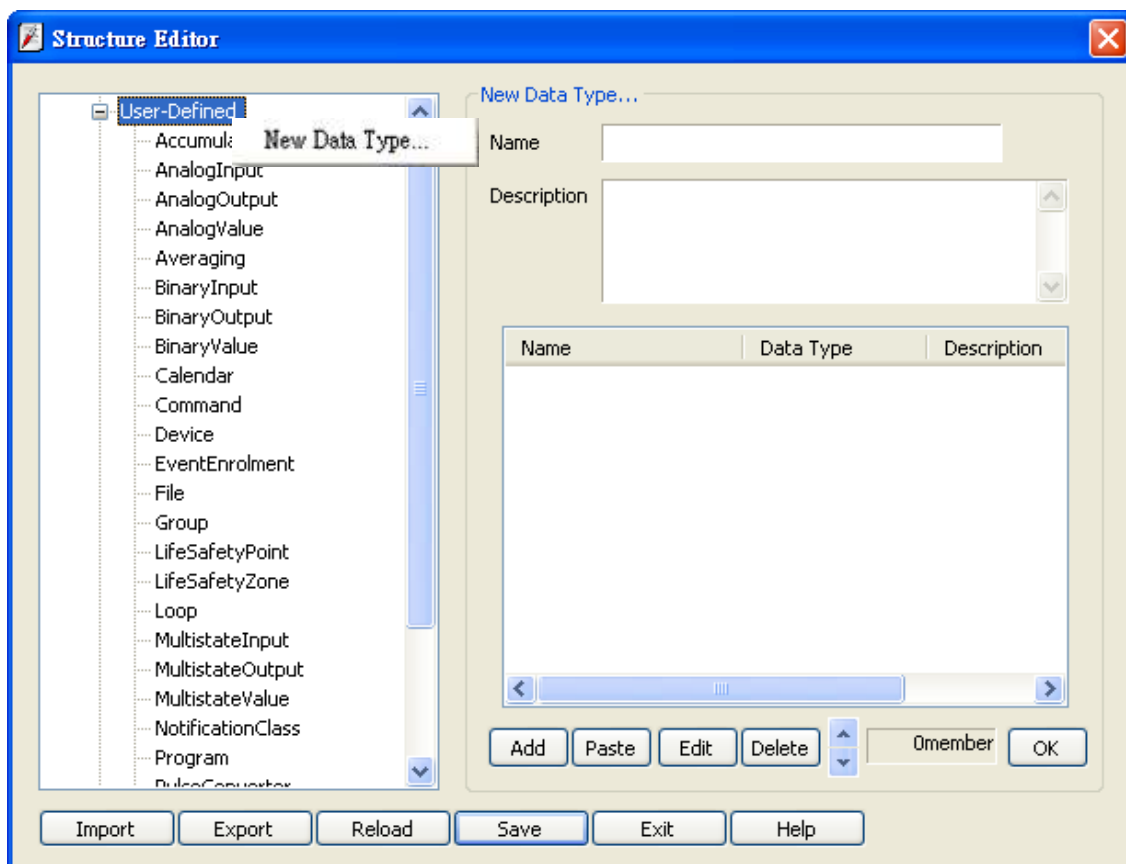 Structure Editor
User-Defined
Accumula
New Data Type...
AnalogInput
AnalogOutput
AnalogValue
Averaging
BinaryInput
BinaryOutput
BinaryValue
Calendar
Command
Device
EventEnrolment
File
Group
LifeSafetyPoint
LifeSafetyZone
Loop
MultistateInput
MultistateOutput
MultistateValue
NotificationClass
Program
New Data Type...
Name
Description
Name Data Type Description
Add Paste Edit Delete 0member OK
Import Export Reload Save Exit Help